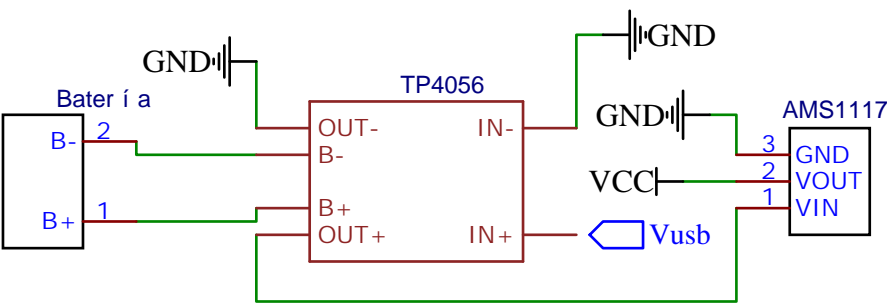 GND
GND
TP4056
Bater í a
GND
AMS1117
B-
2
OUT-
IN-
B-
3
GND
VCC
2
VOUT
B+
1
B+
1
VIN
OUT+
IN+
Vusb